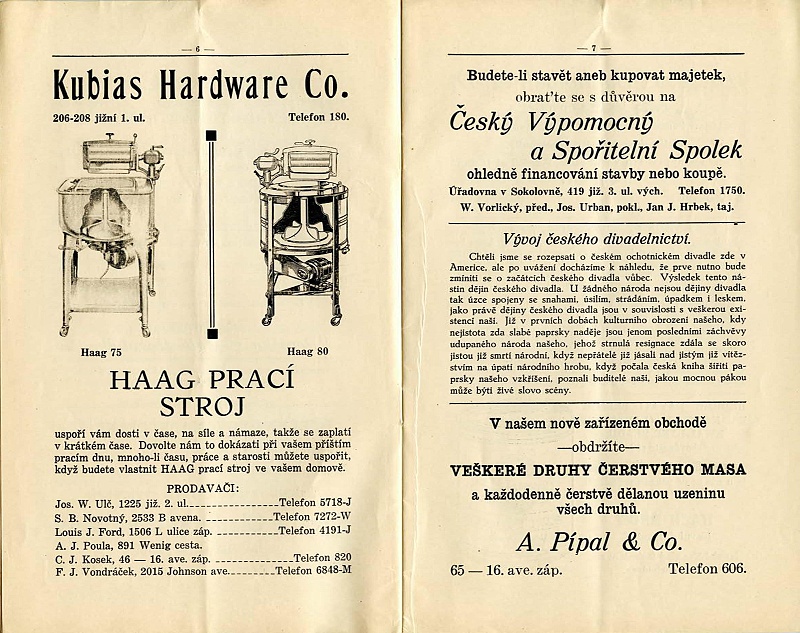 — 6 —
Kubias Hardware Co.
206-208 jižní 1. ul. Telefon 180.
Haag 75 Haag 80
HAAG PRACÍ
STROJ
uspoří vám dosti v čase, na síle a námaze, takže se zaplatí
v krátkém čase. Dovolte nám to dokázati při vašem příštím
pracím dnu, mnoho-li času, práce a starostí můžete uspořit,
když budete vlastnit HAAG prací stroj ve vašem domově.
PRODAVAČI:
Jos. W. Ulč, 1225 již. 2. ul. Telefon 5718-J
S. B. Novotný, 2533 B avena. Telefon 7272-W
Louis J. Ford, 1506 L ulice záp. Telefon 4191-J
A. J. Poula, 891 Wenig cesta.
C. J. Kosek, 46 — 16. ave. záp. Telefon 820
F. J. Vondráček, 2015 Johnson ave. Telefon 6848-M
— 7 —
Budete-li stavět aneb kupovat majetek,
obrat'te se s důvěrou na
Český Výpomocný
a Spořitelní Spolek
ohledně financování stavby nebo koupě.
Úřadovna v Sokolovně, 419 již. 3. ul. vých. Telefon 1750.
W. Vorlický, před., Jos. Urban, pokl., Jan J. Hrbek, taj.
Vývoj českého divadelnictví.
Chtěli jsme se rozepsati o českém ochotnickém divadle zde v
Americe, ale po uvážení docházíme k náhledu, že prve nutno bude
zmíniti se o začátcích českého divadla vůbec. Výsledek tento ná-
stin dějin českého divadla. U žádného národa nejsou dějiny divadla
tak úzce spojeny se snahami, úsilím, strádáním, úpadkem i leskem,
jako právě dějiny českého divadla jsou v souvislosti s veškerou exi-
stencí naší. Již v prvních dobách kulturního obrození našeho, kdy
nejistota zda slabé paprsky naděje jsou jenom posledními záchvěvy
udupaného národa našeho, jehož strnulá resignace zdála se skoro
jistou již smrtí národní, když nepřátelé již jásali nad jistým již vítěz-
stvím na úpatí národního hrobu, když počala česká kniha šířiti pa-
prsky našeho vzkříšení, poznali buditelé naši, jakou mocnou pákou
může býti živé slovo scény.
V našem nově zařízeném obchodě
—obdržíte—
VEŠKERÉ DRUHY ČERSTVÉHO MASA
a každodenně čerstvě dělanou uzeninu
všech druhů.
A. Pípal & Co.
65 — 16. ave. záp. Telefon 606.